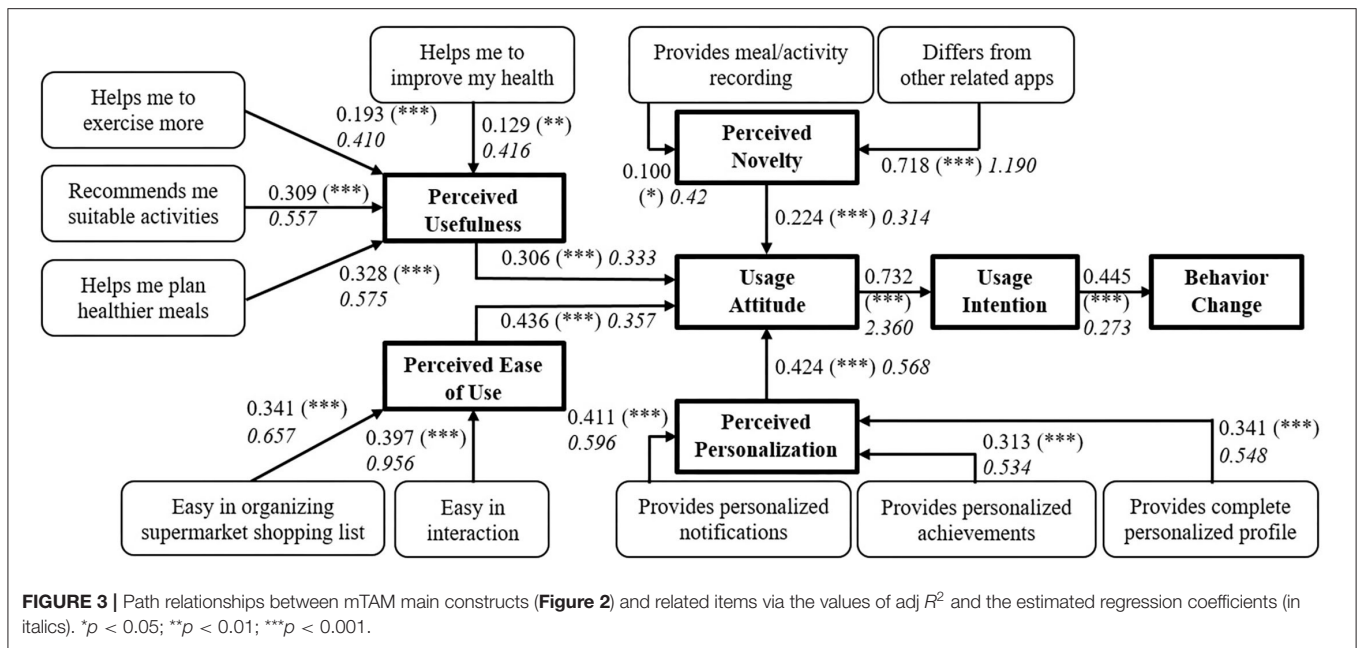 Helps me to
improve my health
Provides meal/activity
recording
Differs from
other related apps
Helps me to
exercise more
0.193 (***)
0.410
0.129 (**)
0.416
Perceived
Novelty
0.100
(*) 0.42
0.718 (***) 1.190
Recommends me
suitable activities
0.309 (***)
0.557
Perceived
Usefulness
0.224 (***) 0.314
Helps me plan
healthier meals
0.328 (***)
0.575
0.306 (***) 0.333
Usage
Attitude
0.732
(***)
2.360
Usage
Intention
0.445
(***)
0.273
Behavior
Change
0.436 (***) 0.357
Perceived Ease
of Use
0.424 (***) 0.568
0.341 (***)
0.657
0.397 (***)
0.956
0.411 (***)
0.596
Perceived
Personalization
0.313 (***)
0.534
0.341 (***)
0.548
Easy in organizing
supermarket shopping list
Easy in
interaction
Provides personalized
notifications
Provides personalized
achievements
Provides complete
personalized profile
FIGURE 3 | Path relationships between mTAM main constructs (Figure 2) and related items via the values of adj R² and the estimated regression coefficients (in
italics). *p < 0.05; **p < 0.01; ***p < 0.001.